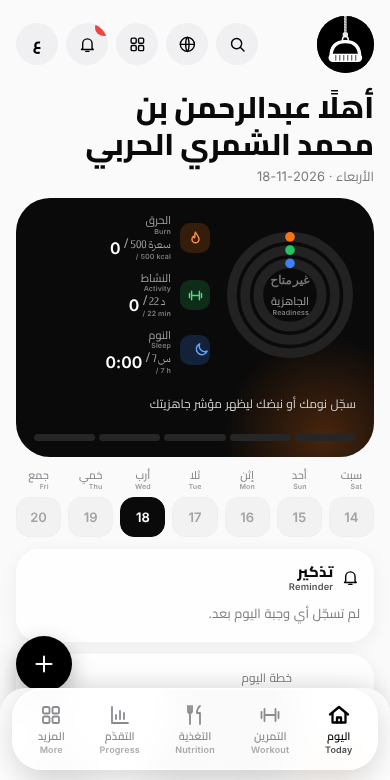 ع
أهلًا عبدالرحمن بن
محمد الشمري الحربي
الأربعاء · 2026-11-18
غير متاح
الجاهزية
Readiness
الحرق
Burn
0 / 500 سعرة
/ 500 kcal
النشاط
Activity
0 / 22 د
/ 22 min
النوم
Sleep
0:00 / 7 س
/ 7 h
سجّل نومك أو نبضك ليظهر مؤشر جاهزيتك
سبت أحد إثن ثلا أرب خمي جمع
Sat Sun Mon Tue Wed Thu Fri
14 15 16 17 18 19 20
تذكير
Reminder
لم تسجّل أي وجبة اليوم بعد.
خطة اليوم
اليوم التمرين التغذية التقدّم المزيد
Today Workout Nutrition Progress More